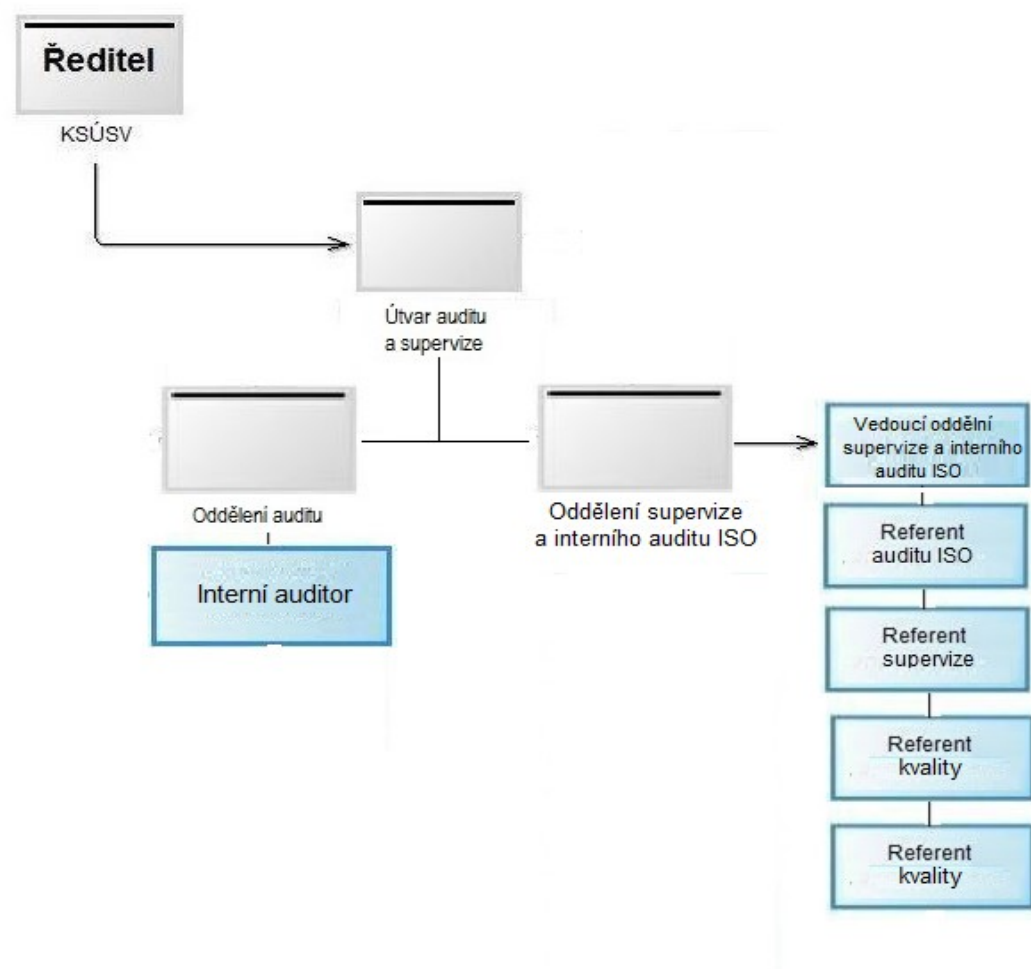 Ředitel
KSÚSV
Útvar auditu
a supervize
Oddělení auditu
Interní auditor
Oddělení supervize
a interního auditu ISO
Vedoucí oddělní
supervize a interního
auditu ISO
Referent
auditu ISO
Referent
supervize
Referent
kvality
Referent
kvality